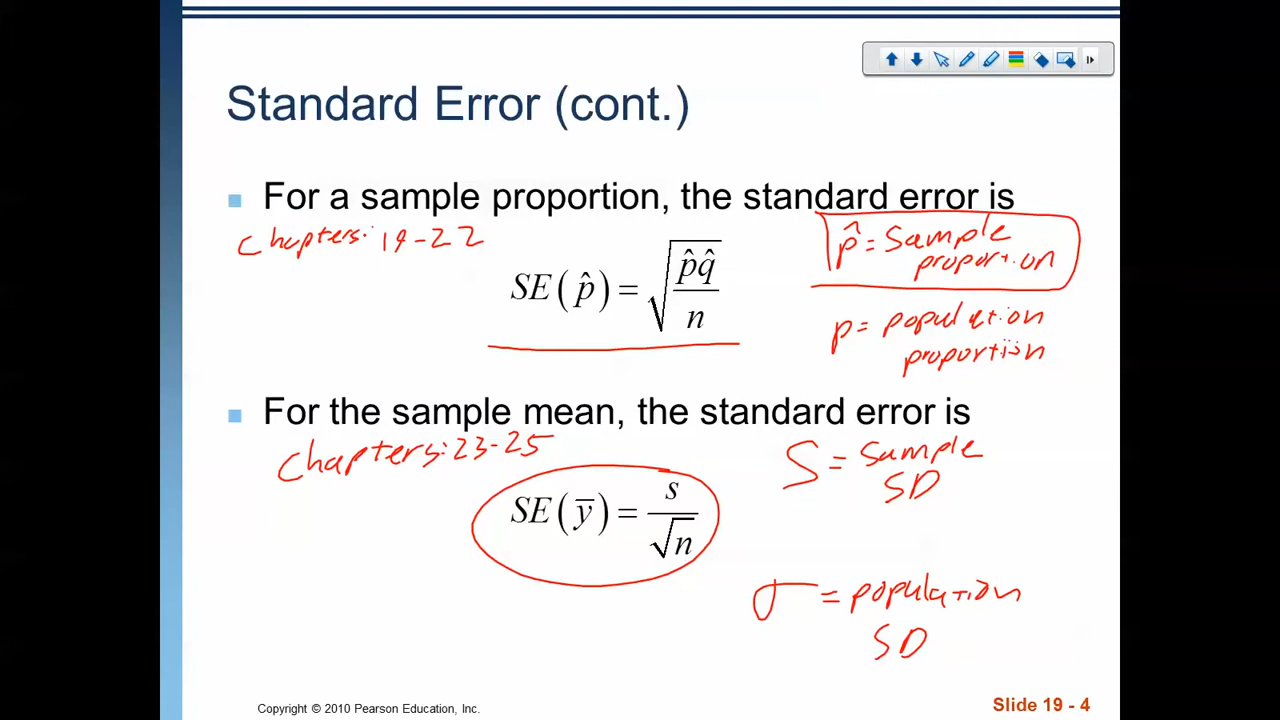 Standard Error (cont.)
For a sample proportion, the standard error is
chapters: 19-22
SE(p̂) = √(p̂q̂/n)
p̂ = Sample
proportion
p = population
proportion
For the sample mean, the standard error is
chapters: 23-25
SE(ȳ) = s/√n
S = sample
SD
σ = population
SD
Copyright © 2010 Pearson Education, Inc.
Slide 19 - 4